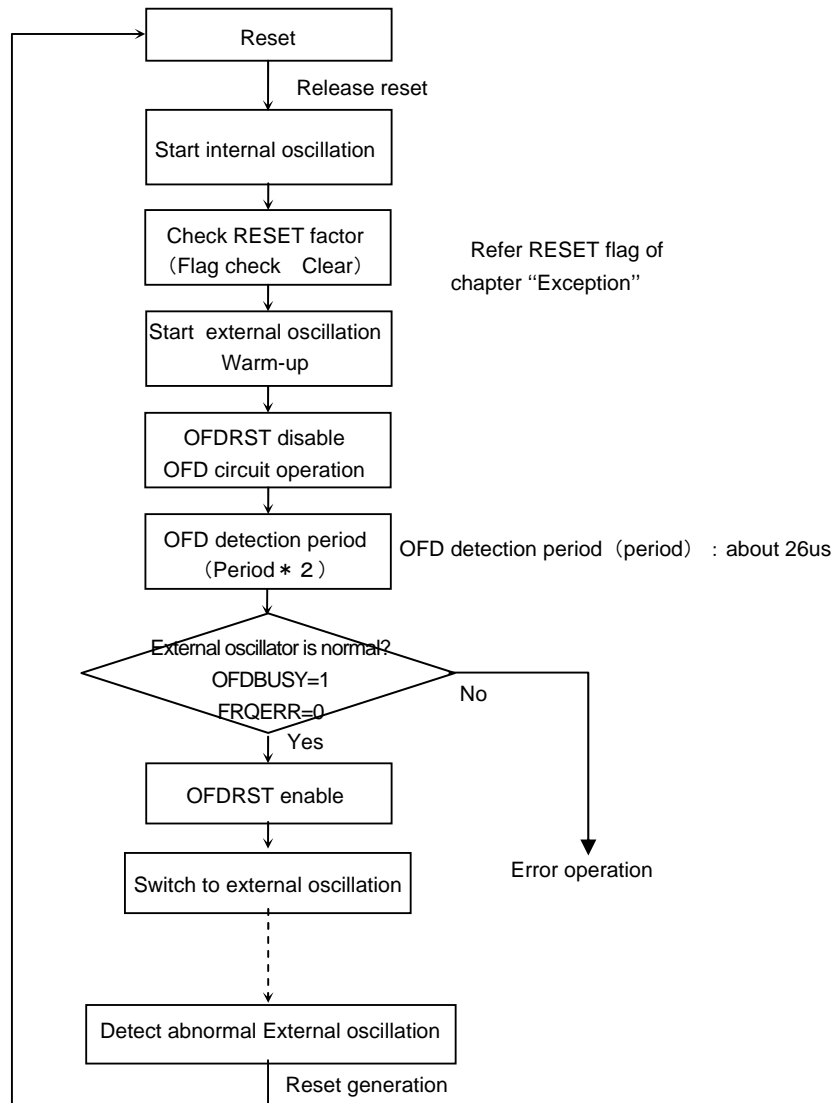 Reset
Release reset
Start internal oscillation
Check RESET factor
（Flag check　Clear）
Refer RESET flag of
chapter “Exception”
Start external oscillation
Warm-up
OFDRST disable
OFD circuit operation
OFD detection period
（Period＊２）
OFD detection period（period）：about 26us
External oscillator is normal?
OFDBUSY=1
FRQERR=0
No
Yes
OFDRST enable
Error operation
Switch to external oscillation
Detect abnormal External oscillation
Reset generation